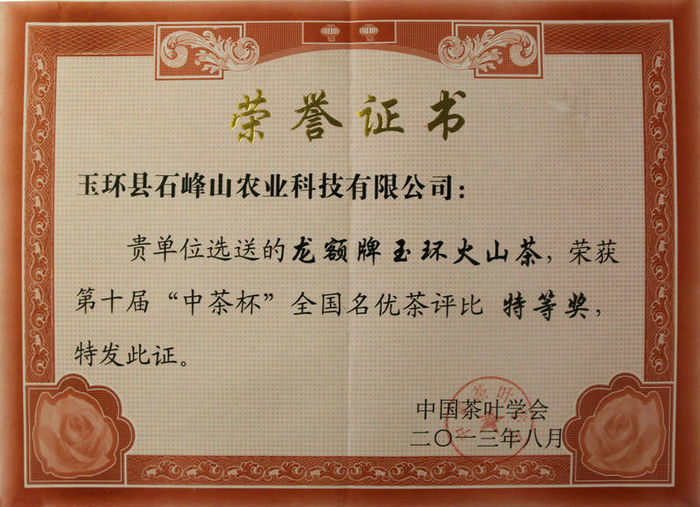 荣誉证书
玉环县石峰山农业科技有限公司：
贵单位选送的龙额牌玉环火山茶，荣获
第十届“中茶杯”全国名优茶评比 特等奖，
特发此证。
中国茶叶学会
二〇一三年八月